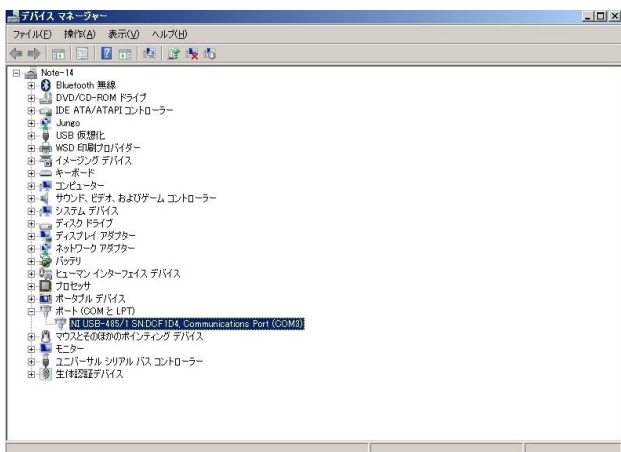 デバイス マネージャー
ファイル(F) 操作(A) 表示(V) ヘルプ(H)
Note-14
Bluetooth 無線
DVD/CD-ROM ドライブ
IDE ATA/ATAPI コントローラー
Jungo
USB 仮想化
WSD 印刷プロバイダー
イメージング デバイス
キーボード
コンピューター
サウンド、ビデオ、およびゲーム コントローラー
システム デバイス
ディスク ドライブ
ディスプレイ アダプター
ネットワーク アダプター
バッテリ
ヒューマン インターフェイス デバイス
プロセッサ
ポータブル デバイス
ポート (COM と LPT)
NI USB-485/1 SN:DCF1D4, Communications Port (COM3)
マウスとそのほかのポインティング デバイス
モニター
ユニバーサル シリアル バス コントローラー
生体認証デバイス